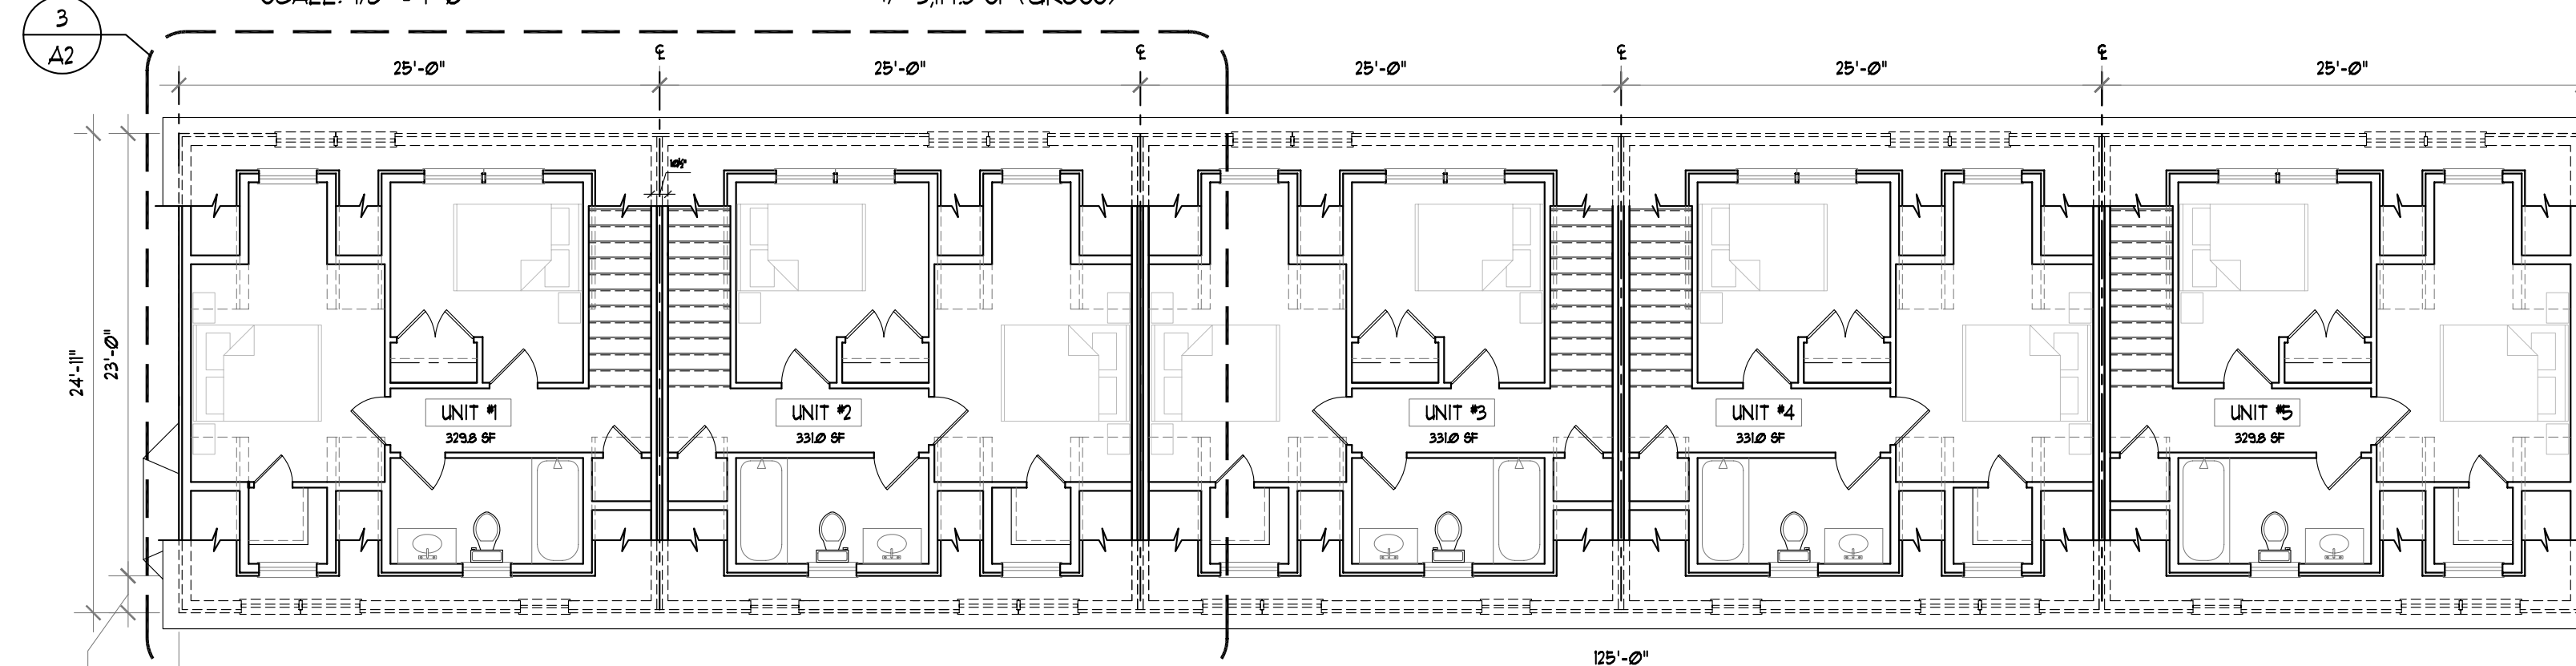 3
A2
25'-0"
25'-0"
25'-0"
25'-0"
25'-0"
24'-11"
23'-0"
UNIT #1
329.8 SF
UNIT #2
331.0 SF
UNIT #3
331.0 SF
UNIT #4
331.0 SF
UNIT #5
329.8 SF
125'-0"